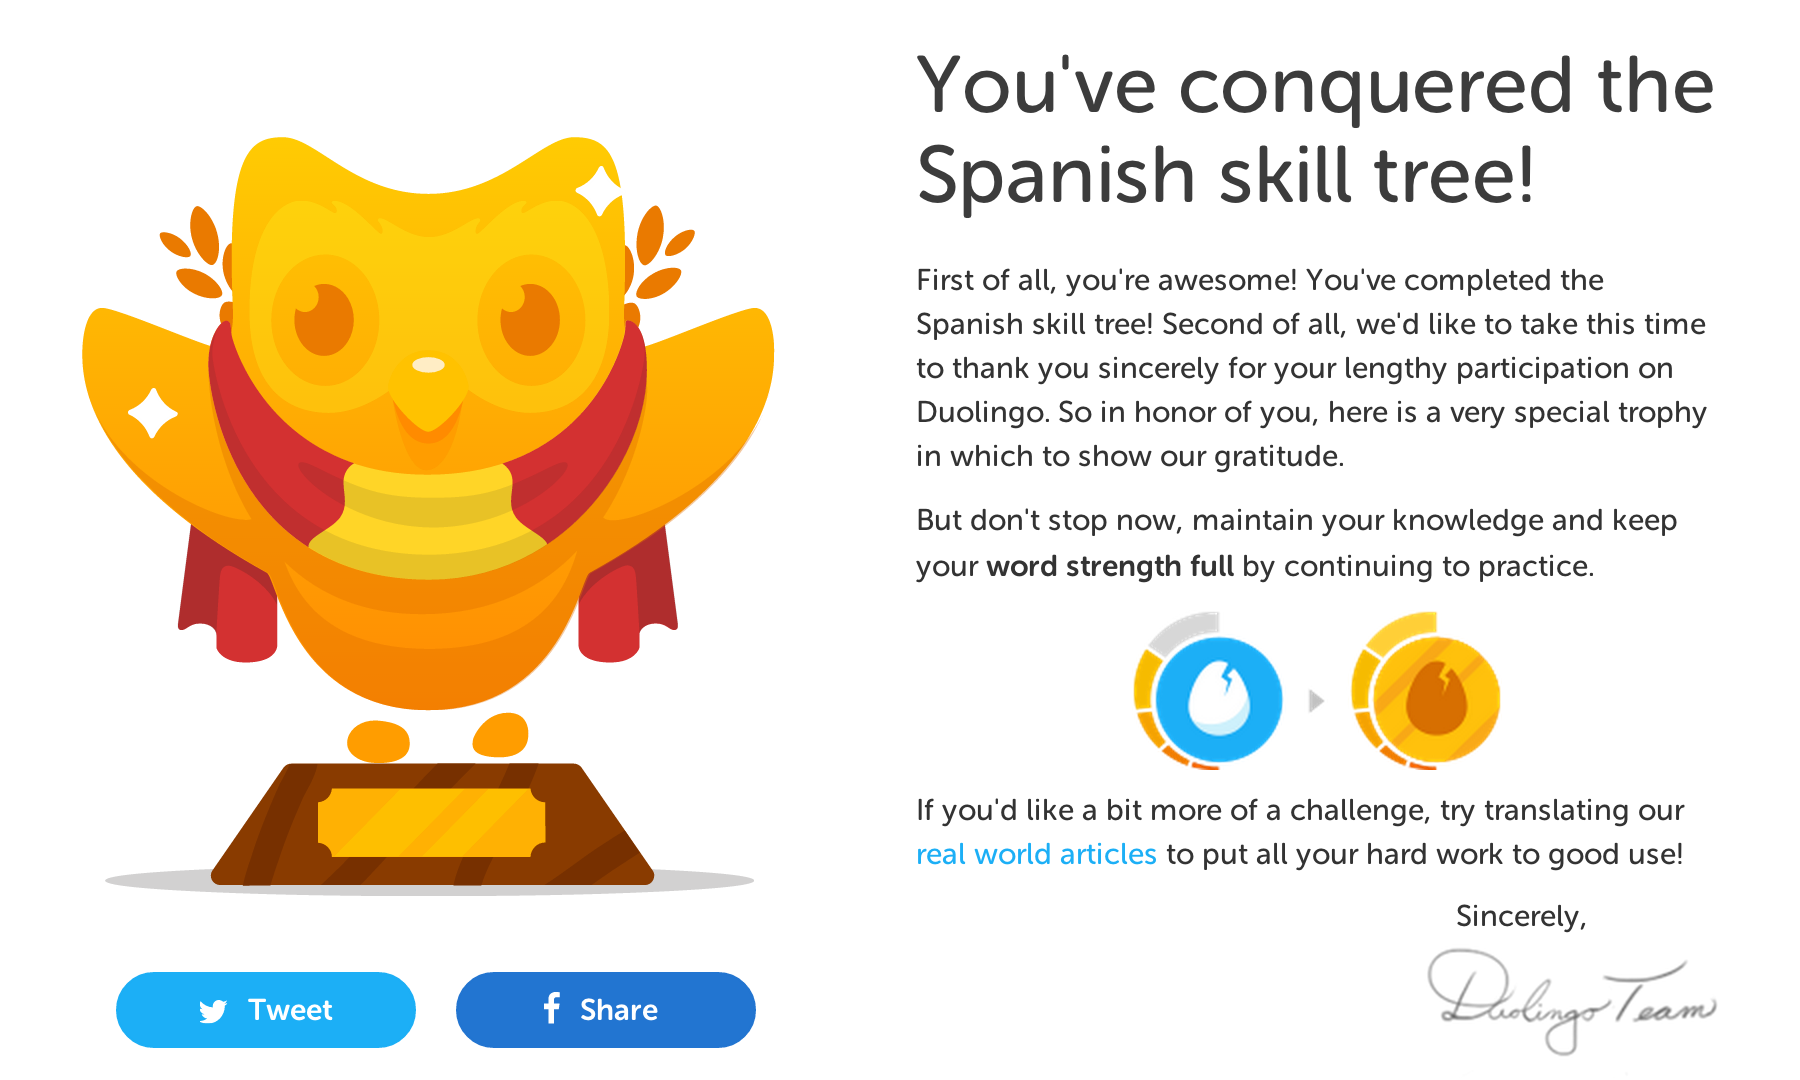 You've conquered the
Spanish skill tree!
First of all, you're awesome! You've completed the
Spanish skill tree! Second of all, we'd like to take this time
to thank you sincerely for your lengthy participation on
Duolingo. So in honor of you, here is a very special trophy
in which to show our gratitude.
But don't stop now, maintain your knowledge and keep
your word strength full by continuing to practice.
If you'd like a bit more of a challenge, try translating our
real world articles to put all your hard work to good use!
Sincerely,
Duolingo Team
Tweet
Share